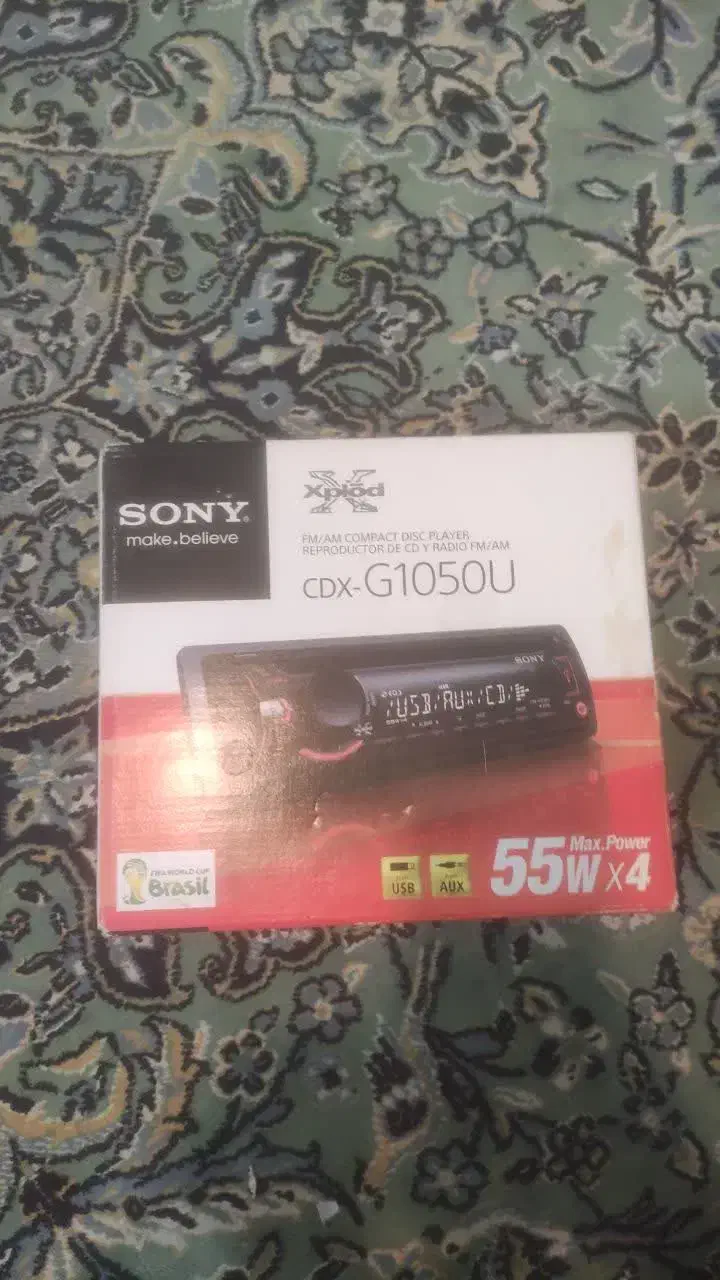 SONY
make.believe
Xplōd
FM/AM COMPACT DISC PLAYER
REPRODUCTOR DE CD Y RADIO FM/AM
CDX-G1050U
SONY
USB/AUX/CD/
FIFA WORLD CUP
Brasil
USB
AUX
55W x4
Max.Power